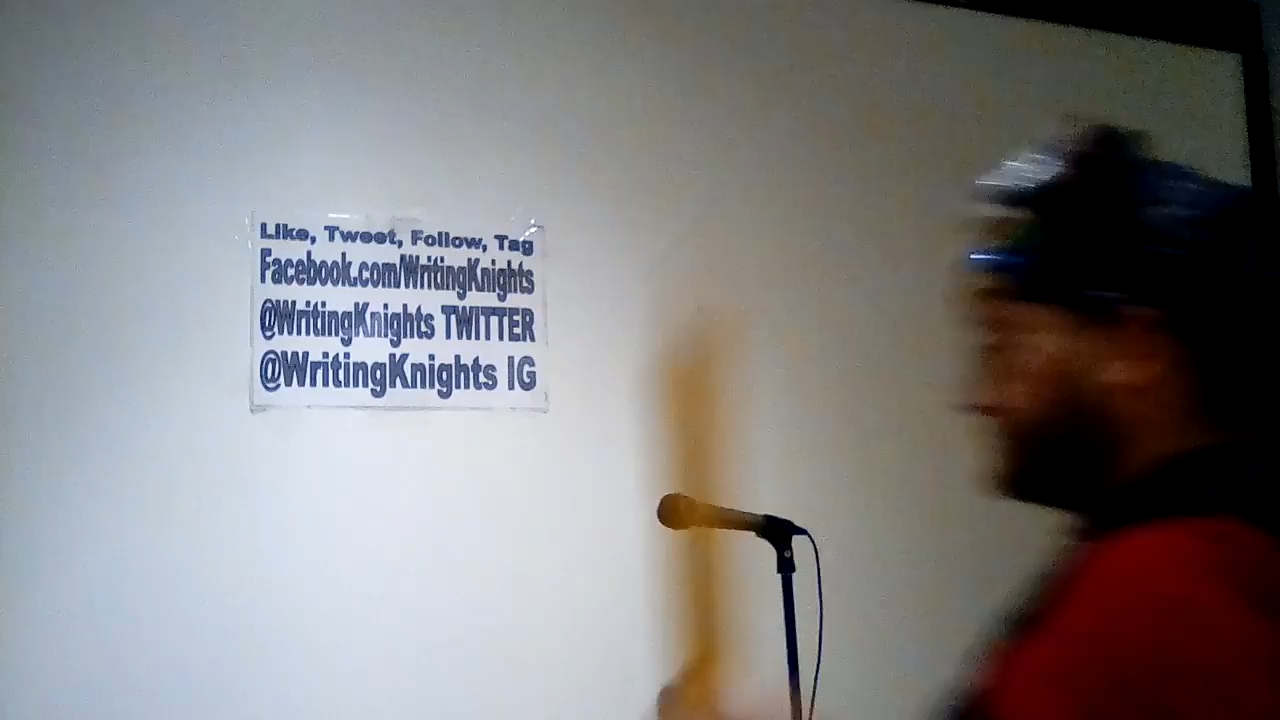 Like, Tweet, Follow, Tag
Facebook.com/WritingKnights
@WritingKnights TWITTER
@WritingKnights IG